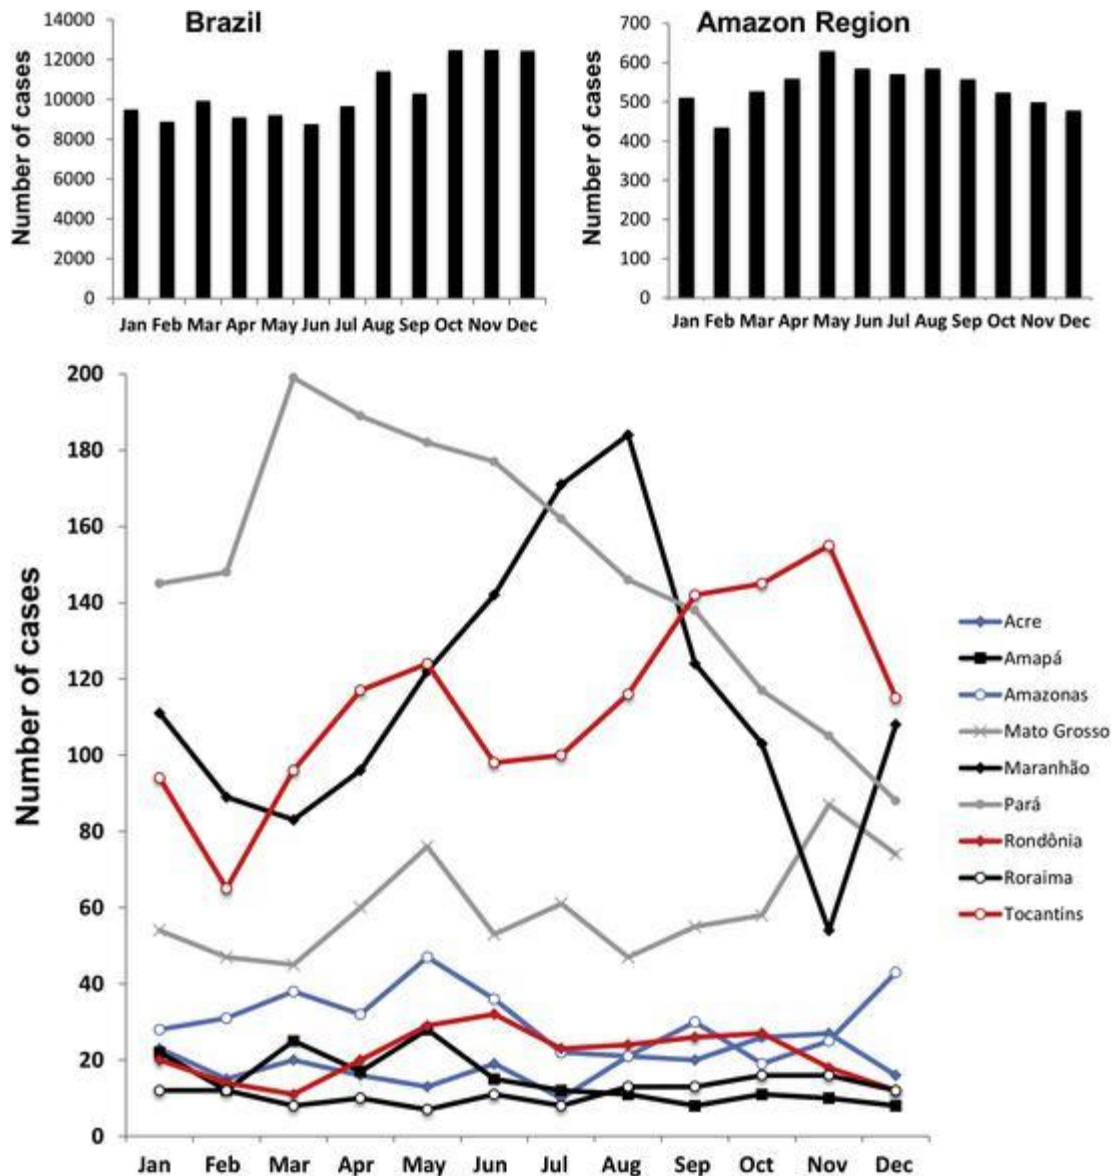 Brazil
Number of cases
14000
12000
10000
8000
6000
4000
2000
0
Jan Feb Mar Apr May Jun Jul Aug Sep Oct Nov Dec
Amazon Region
Number of cases
700
600
500
400
300
200
100
0
Jan Feb Mar Apr May Jun Jul Aug Sep Oct Nov Dec
Number of cases
200
180
160
140
120
100
80
60
40
20
0
Jan Feb Mar Apr May Jun Jul Aug Sep Oct Nov Dec
Acre
Amapá
Amazonas
Mato Grosso
Maranhão
Pará
Rondônia
Roraima
Tocantins